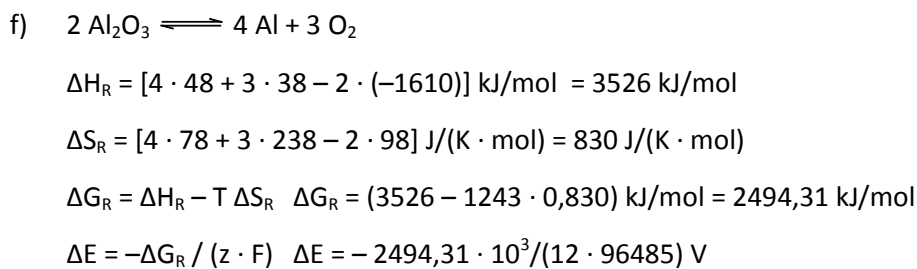 f) 2 Al₂O₃ ⇌ 4 Al + 3 O₂
ΔH_R = [4 · 48 + 3 · 38 – 2 · (–1610)] kJ/mol = 3526 kJ/mol
ΔS_R = [4 · 78 + 3 · 238 – 2 · 98] J/(K · mol) = 830 J/(K · mol)
ΔG_R = ΔH_R – T ΔS_R ΔG_R = (3526 – 1243 · 0,830) kJ/mol = 2494,31 kJ/mol
ΔE = –ΔG_R / (z · F) ΔE = – 2494,31 · 10³/(12 · 96485) V